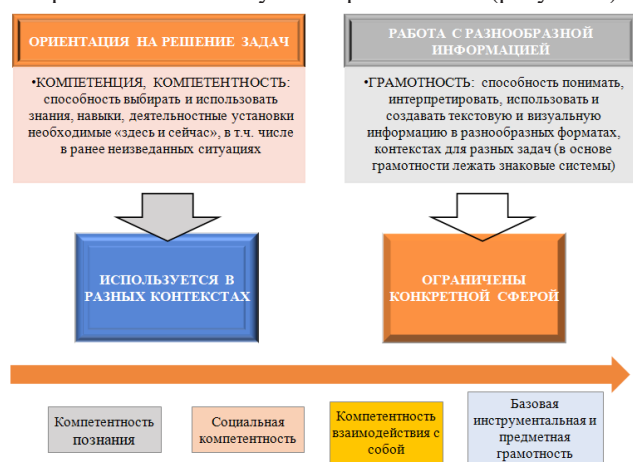 ОРИЕНТАЦИЯ НА РЕШЕНИЕ ЗАДАЧ
•КОМПЕТЕНЦИЯ, КОМПЕТЕНТНОСТЬ:
способность выбирать и использовать
знания, навыки, деятельностные установки
необходимые «здесь и сейчас», в т.ч. числе
в ранее неизведанных ситуациях
РАБОТА С РАЗНООБРАЗНОЙ
ИНФОРМАЦИЕЙ
•ГРАМОТНОСТЬ: способность понимать,
интерпретировать, использовать и
создавать текстовую и визуальную
информацию в разнообразных форматах,
контекстах для разных задач (в основе
грамотности лежать знаковые системы)
ИСПОЛЬЗУЕТСЯ В
РАЗНЫХ КОНТЕКСТАХ
ОГРАНИЧЕНЫ
КОНКРЕТНОЙ СФЕРОЙ
Компетентность
познания
Социальная
компетентность
Компетентность
взаимодействия с
собой
Базовая
инструментальная и
предметная
грамотность